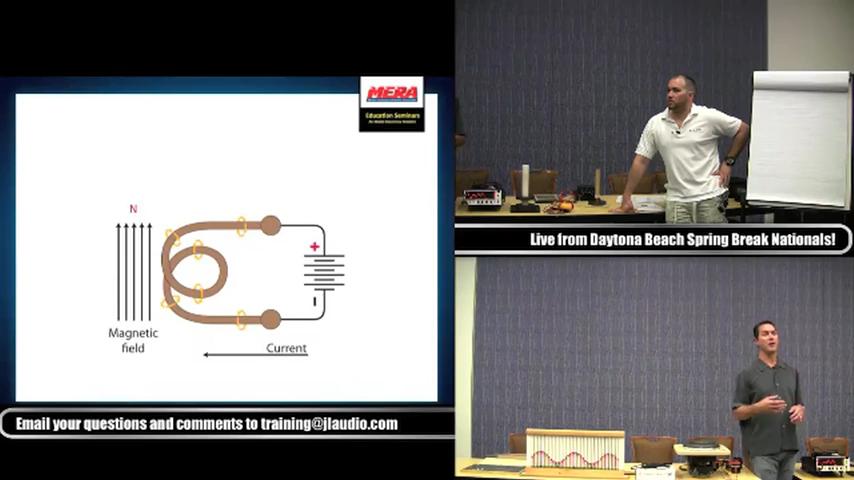 MERA
Education Seminars
N
+
-
Magnetic
field
Current
Live from Daytona Beach Spring Break Nationals!
Email your questions and comments to training@jlaudio.com